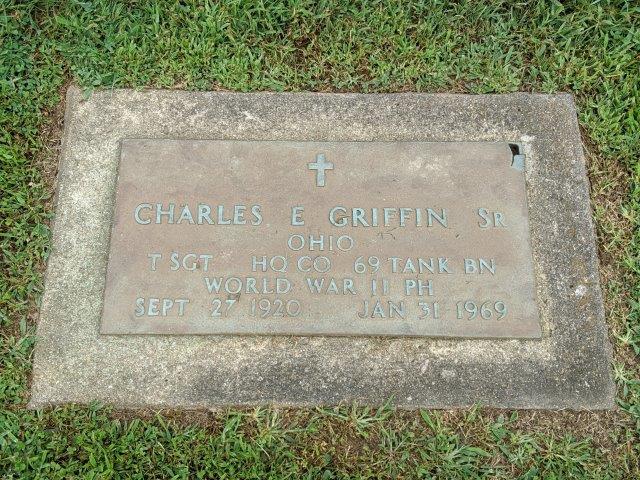 CHARLES E GRIFFIN SR
OHIO
T SGT HQ CO 69 TANK BN
WORLD WAR II PH
SEPT 27 1920 JAN 31 1969